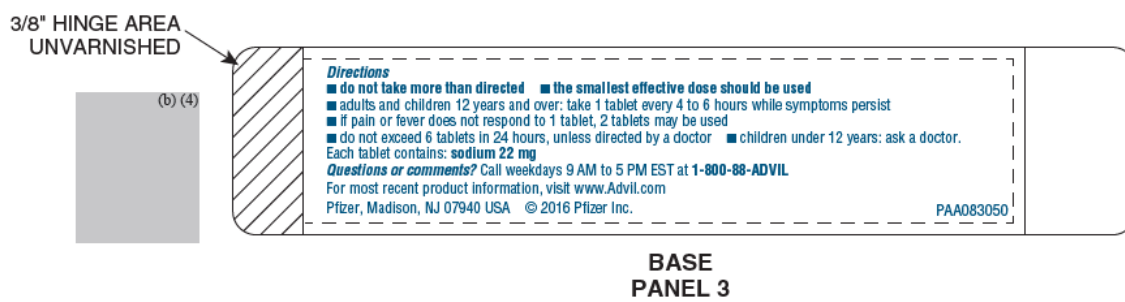 3/8" HINGE AREA
UNVARNISHED
(b) (4)
Directions
■ do not take more than directed ■ the smallest effective dose should be used
■ adults and children 12 years and over: take 1 tablet every 4 to 6 hours while symptoms persist
■ if pain or fever does not respond to 1 tablet, 2 tablets may be used
■ do not exceed 6 tablets in 24 hours, unless directed by a doctor ■ children under 12 years: ask a doctor.
Each tablet contains: sodium 22 mg
Questions or comments? Call weekdays 9 AM to 5 PM EST at 1-800-88-ADVIL
For most recent product information, visit www.Advil.com
Pfizer, Madison, NJ 07940 USA © 2016 Pfizer Inc.
PAA083050
BASE
PANEL 3